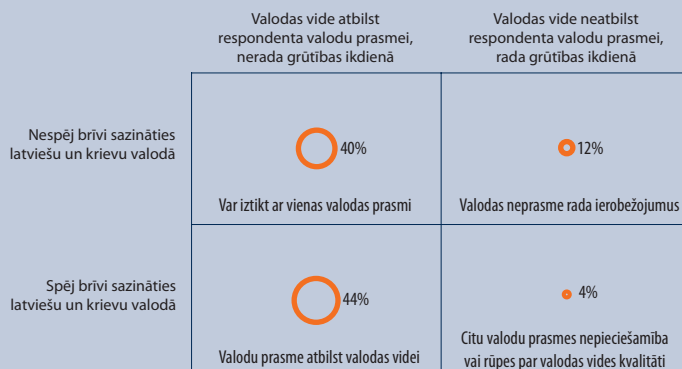 Valodas vide atbilst
respondenta valodu prasmei,
nerada grūtības ikdienā
Valodas vide neatbilst
respondenta valodu prasmei,
rada grūtības ikdienā
Nespēj brīvi sazināties
latviešu un krievu valodā
40%
Var iztikt ar vienas valodas prasmi
12%
Valodas neprasme rada ierobežojumus
Spēj brīvi sazināties
latviešu un krievu valodā
44%
Valodu prasme atbilst valodas videi
4%
Citu valodu prasmes nepieciešamība
vai rūpes par valodas vides kvalitāti